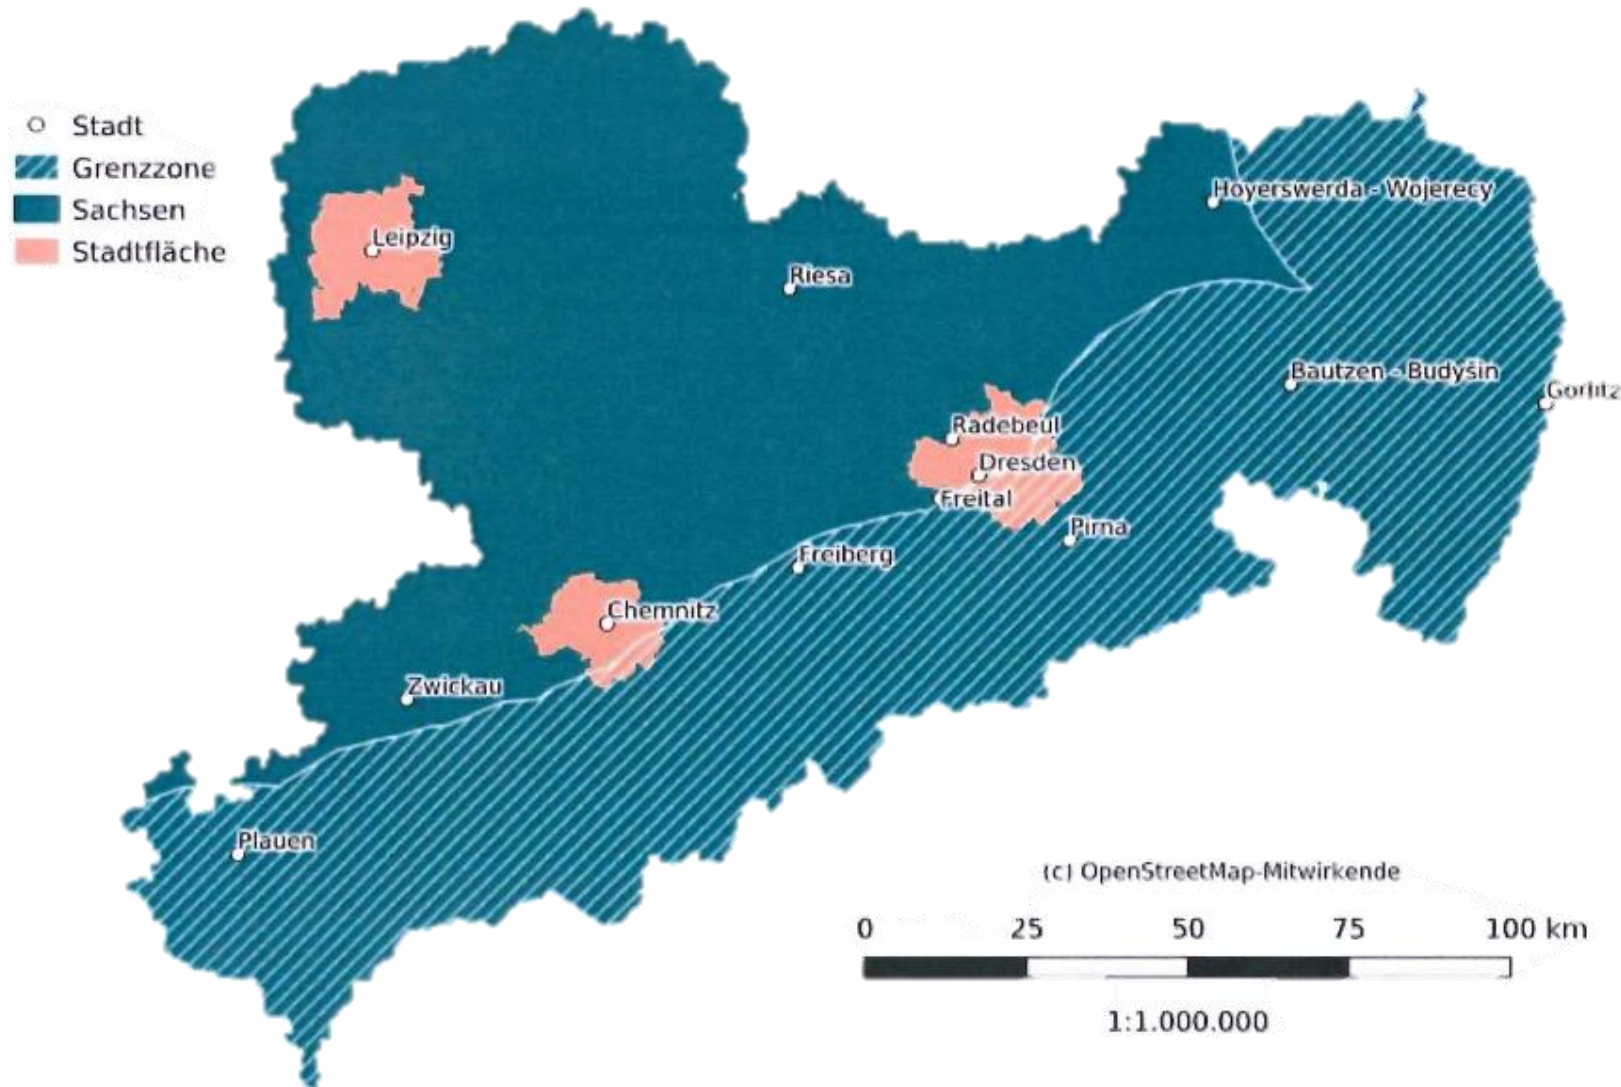 Stadt
Grenzzone
Sachsen
Stadtfläche
Hoyerswerda - Wojerecy
Leipzig
Riesa
Bautzen - Budyšin
Görlitz
Radebeul
Dresden
Freital
Pirna
Freiberg
Chemnitz
Zwickau
Plauen
(c) OpenStreetMap-Mitwirkende
0 25 50 75 100 km
1:1.000.000